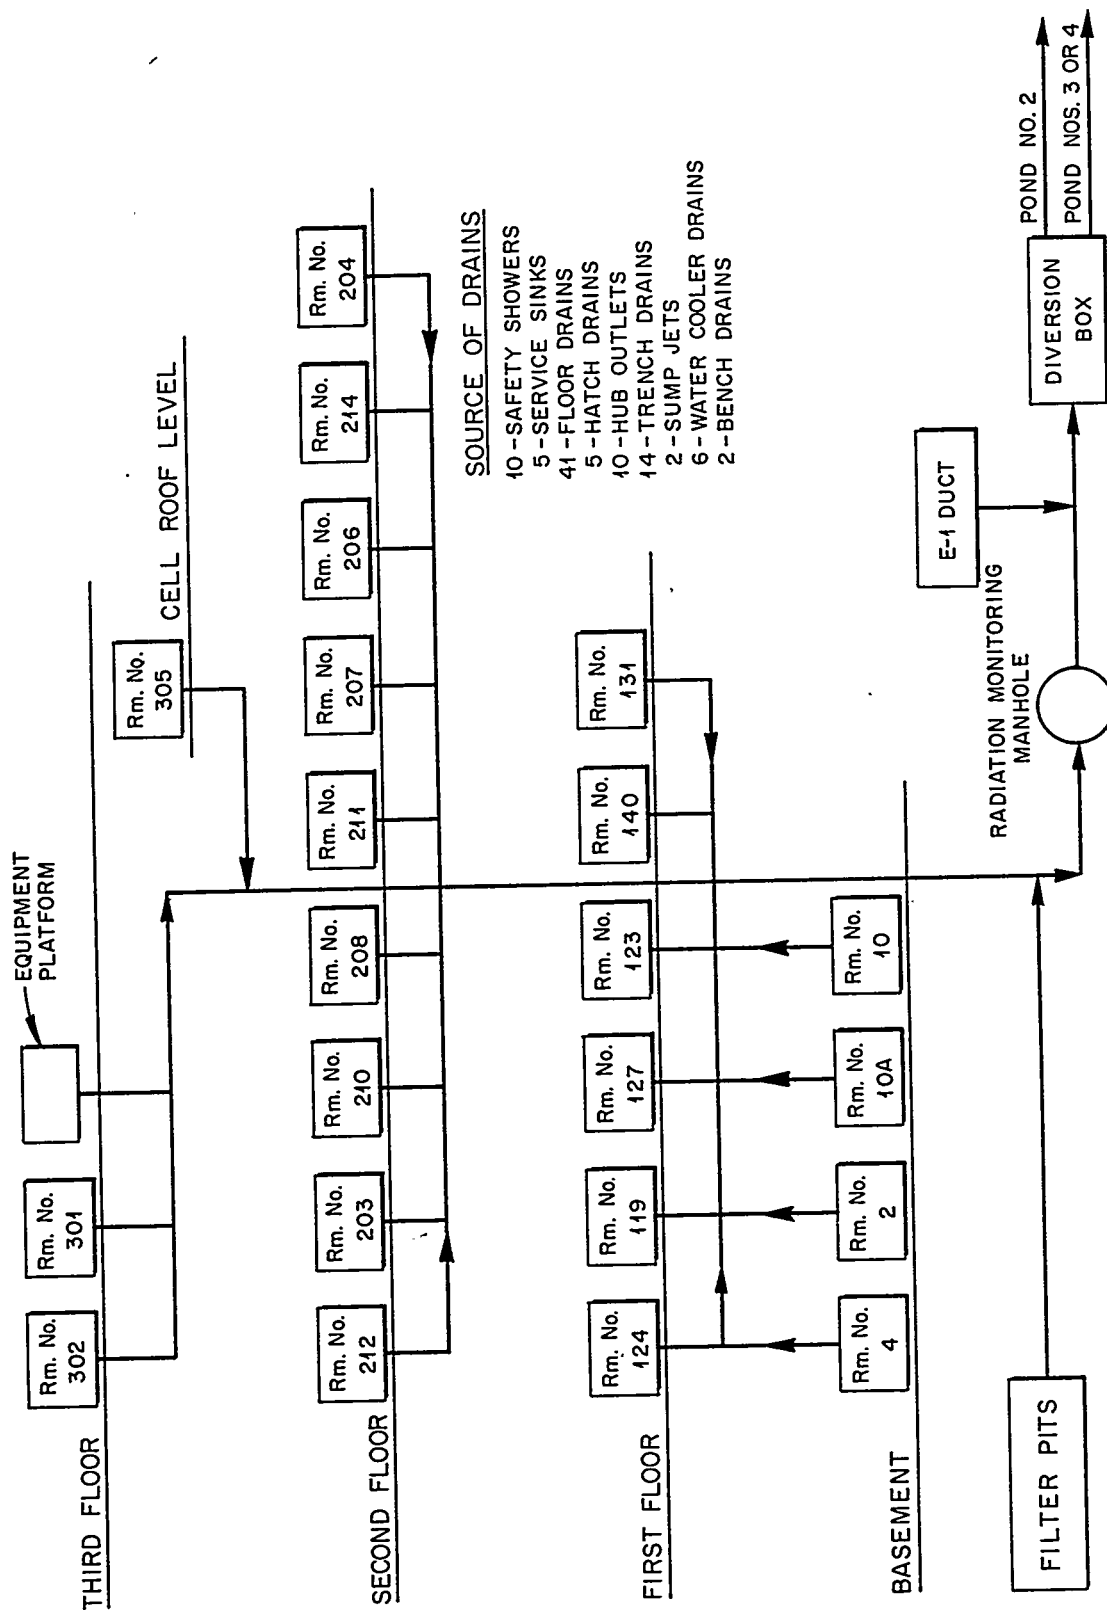 EQUIPMENT
PLATFORM
Rm. No.
302
Rm. No.
301
THIRD FLOOR
Rm. No.
305
CELL ROOF LEVEL
Rm. No.
212
Rm. No.
203
Rm. No.
210
Rm. No.
208
Rm. No.
211
Rm. No.
207
Rm. No.
206
Rm. No.
214
Rm. No.
204
SECOND FLOOR
SOURCE OF DRAINS
10-SAFETY SHOWERS
5-SERVICE SINKS
41-FLOOR DRAINS
5-HATCH DRAINS
10-HUB OUTLETS
14-TRENCH DRAINS
2-SUMP JETS
6-WATER COOLER DRAINS
2-BENCH DRAINS
Rm. No.
124
Rm. No.
119
Rm. No.
127
Rm. No.
123
Rm. No.
140
Rm. No.
131
FIRST FLOOR
Rm. No.
4
Rm. No.
2
Rm. No.
10A
Rm. No.
10
BASEMENT
E-1 DUCT
RADIATION MONITORING
MANHOLE
FILTER PITS
DIVERSION
BOX
POND NO. 2
POND NOS. 3 OR 4